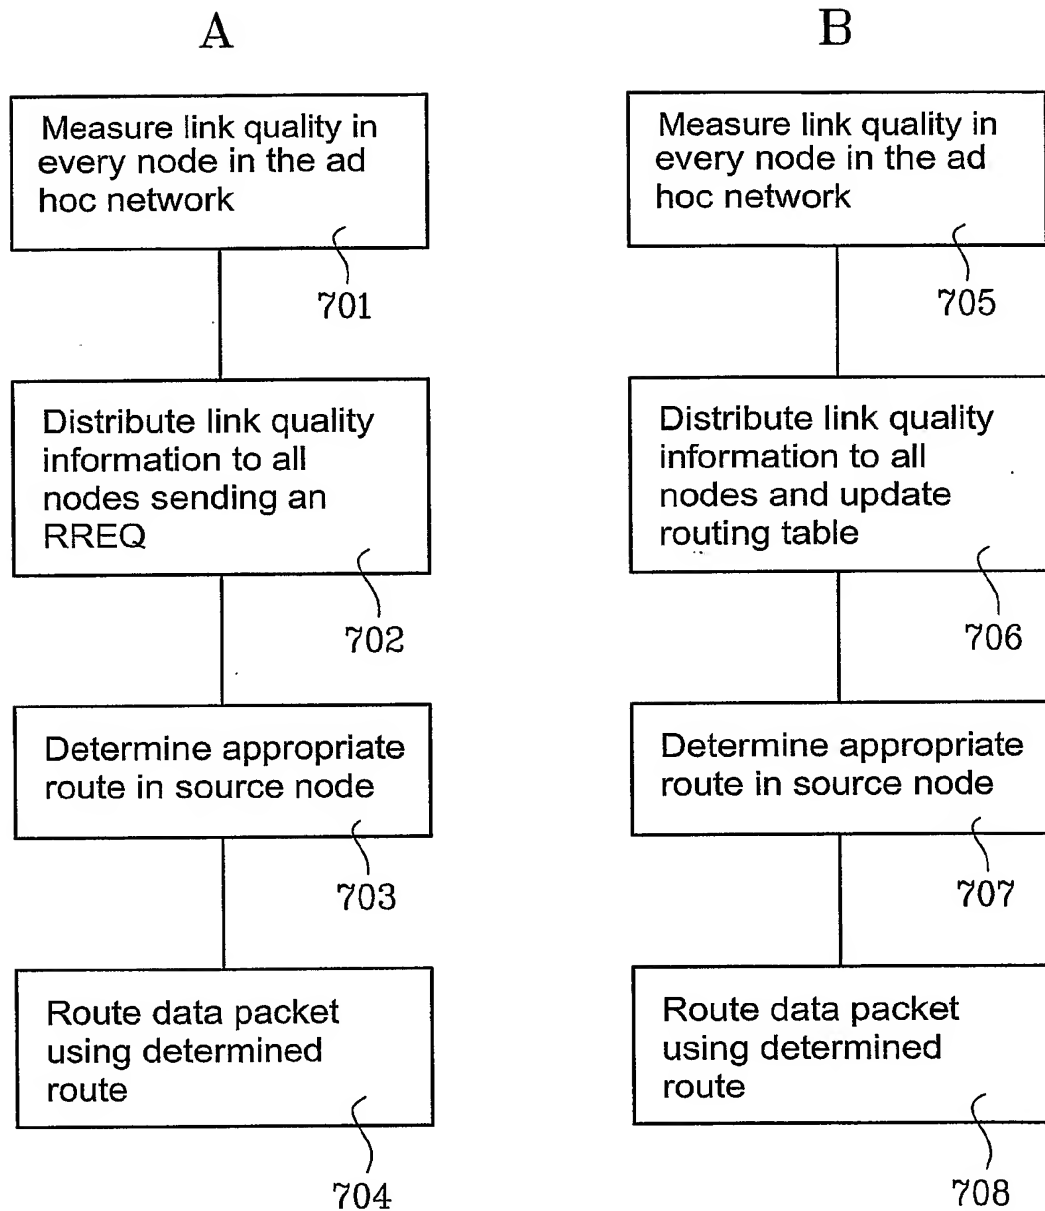 A
Measure link quality in
every node in the ad
hoc network
701
Distribute link quality
information to all
nodes sending an
RREQ
702
Determine appropriate
route in source node
703
Route data packet
using determined
route
704
B
Measure link quality in
every node in the ad
hoc network
705
Distribute link quality
information to all
nodes and update
routing table
706
Determine appropriate
route in source node
707
Route data packet
using determined
route
708